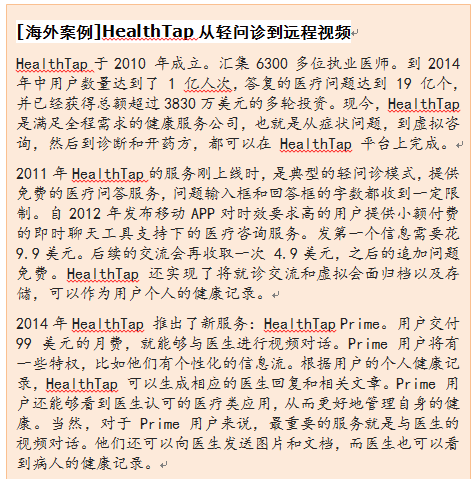 [海外案例]HealthTap 从轻问诊到远程视频
HealthTap 于 2010 年成立。汇集 6300 多位执业医师。到 2014
年中用户数量达到了 1 亿人次，答复的医疗问题达到 19 亿个，
并已经获得总额超过 3830 万美元的多轮投资。现今，HealthTap
是满足全程需求的健康服务公司，也就是从症状问题，到虚拟咨
询，然后到诊断和开药方，都可以在 HealthTap 平台上完成。
2011 年 HealthTap 的服务刚上线时，是典型的轻问诊模式，提供
免费的医疗问答服务，问题输入框和回答框的字数都收到一定限
制。自 2012 年发布移动 APP 对时效要求高的用户提供小额付费
的即时聊天工具支持下的医疗咨询服务。发第一个信息需要花
9.9 美元。后续的交流会再收取一次 4.9 美元，之后的追加问题
免费。HealthTap 还实现了将就诊交流和虚拟会面归档以及存
储，可以作为用户个人的健康记录。
2014 年 HealthTap 推出了新服务：HealthTap Prime。用户交付
99 美元的月费，就能够与医生进行视频对话。Prime 用户将有
一些特权，比如他们有个性化的信息流。根据用户的个人健康记
录，HealthTap 可以生成相应的医生回复和相关文章。Prime 用
户还能够看到医生认可的医疗类应用，从而更好地管理自身的健
康。当然，对于 Prime 用户来说，最重要的服务就是与医生的
视频对话。他们还可以向医生发送图片和文档，而医生也可以看
到病人的健康记录。